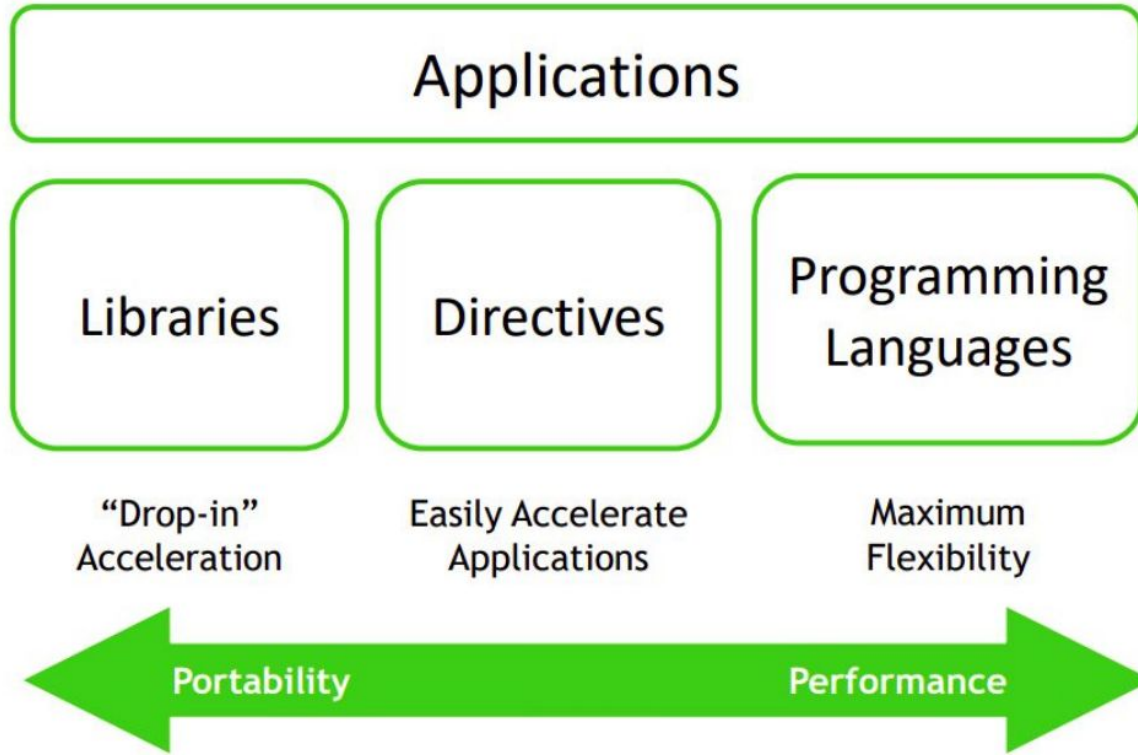 Applications
Libraries
Directives
Programming
Languages
“Drop-in”
Acceleration
Easily Accelerate
Applications
Maximum
Flexibility
Portability
Performance